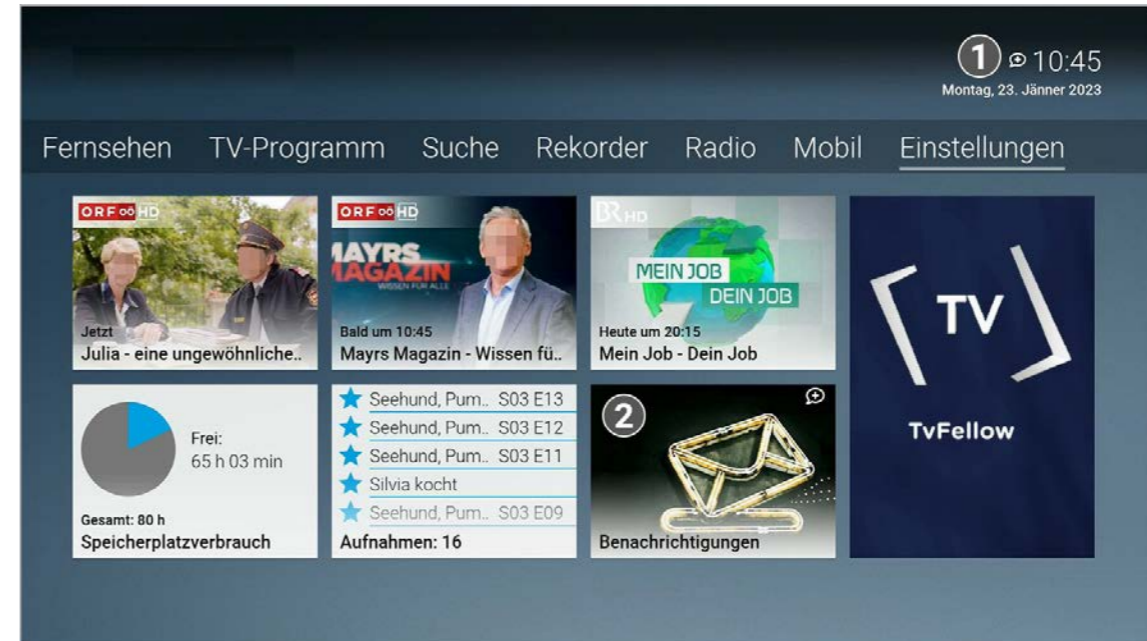 1 10:45
Montag, 23. Jänner 2023
Fernsehen TV-Programm Suche Rekorder Radio Mobil Einstellungen
ORF oö HD
Jetzt
Julia - eine ungewöhnliche..
ORF oö HD
MAYRS
MAGAZIN
WISSEN FÜR ALLE
Bald um 10:45
Mayrs Magazin - Wissen fü..
BR HD
MEIN JOB
DEIN JOB
Heute um 20:15
Mein Job - Dein Job
TV
TvFellow
Frei:
65 h 03 min
Gesamt: 80 h
Speicherplatzverbrauch
Seehund, Pum.. S03 E13
Seehund, Pum.. S03 E12
Seehund, Pum.. S03 E11
Silvia kocht
Seehund, Pum.. S03 E09
Aufnahmen: 16
2
Benachrichtigungen